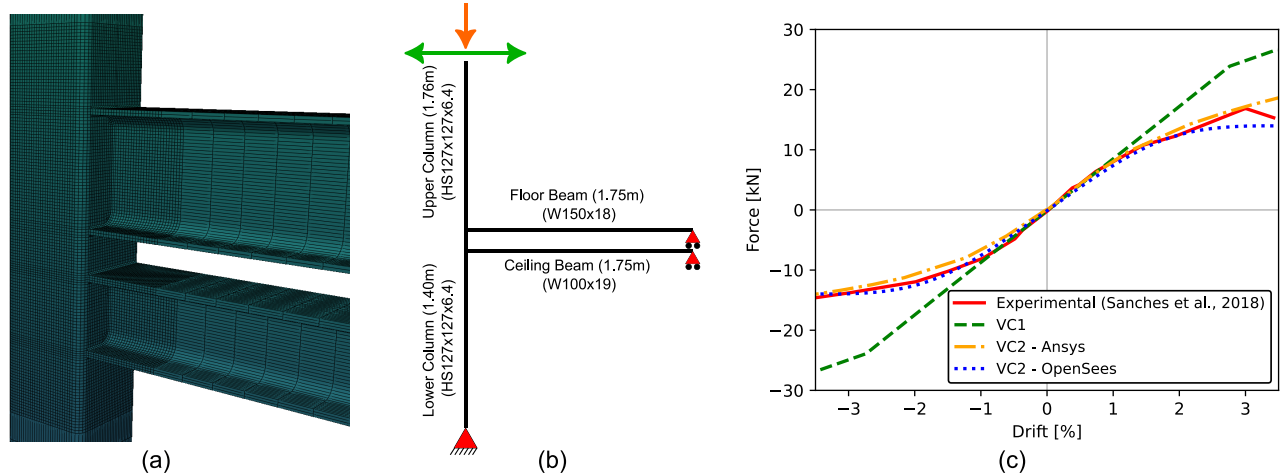 Upper Column (1.76m)
(HS127x127x6.4)
Floor Beam (1.75m)
(W150x18)
Ceiling Beam (1.75m)
(W100x19)
Lower Column (1.40m)
(HS127x127x6.4)
30
20
10
0
−10
−20
−30
Force [kN]
Experimental (Sanches et al., 2018)
VC1
VC2 - Ansys
VC2 - OpenSees
−3
−2
−1
0
1
2
3
Drift [%]
(a)
(b)
(c)